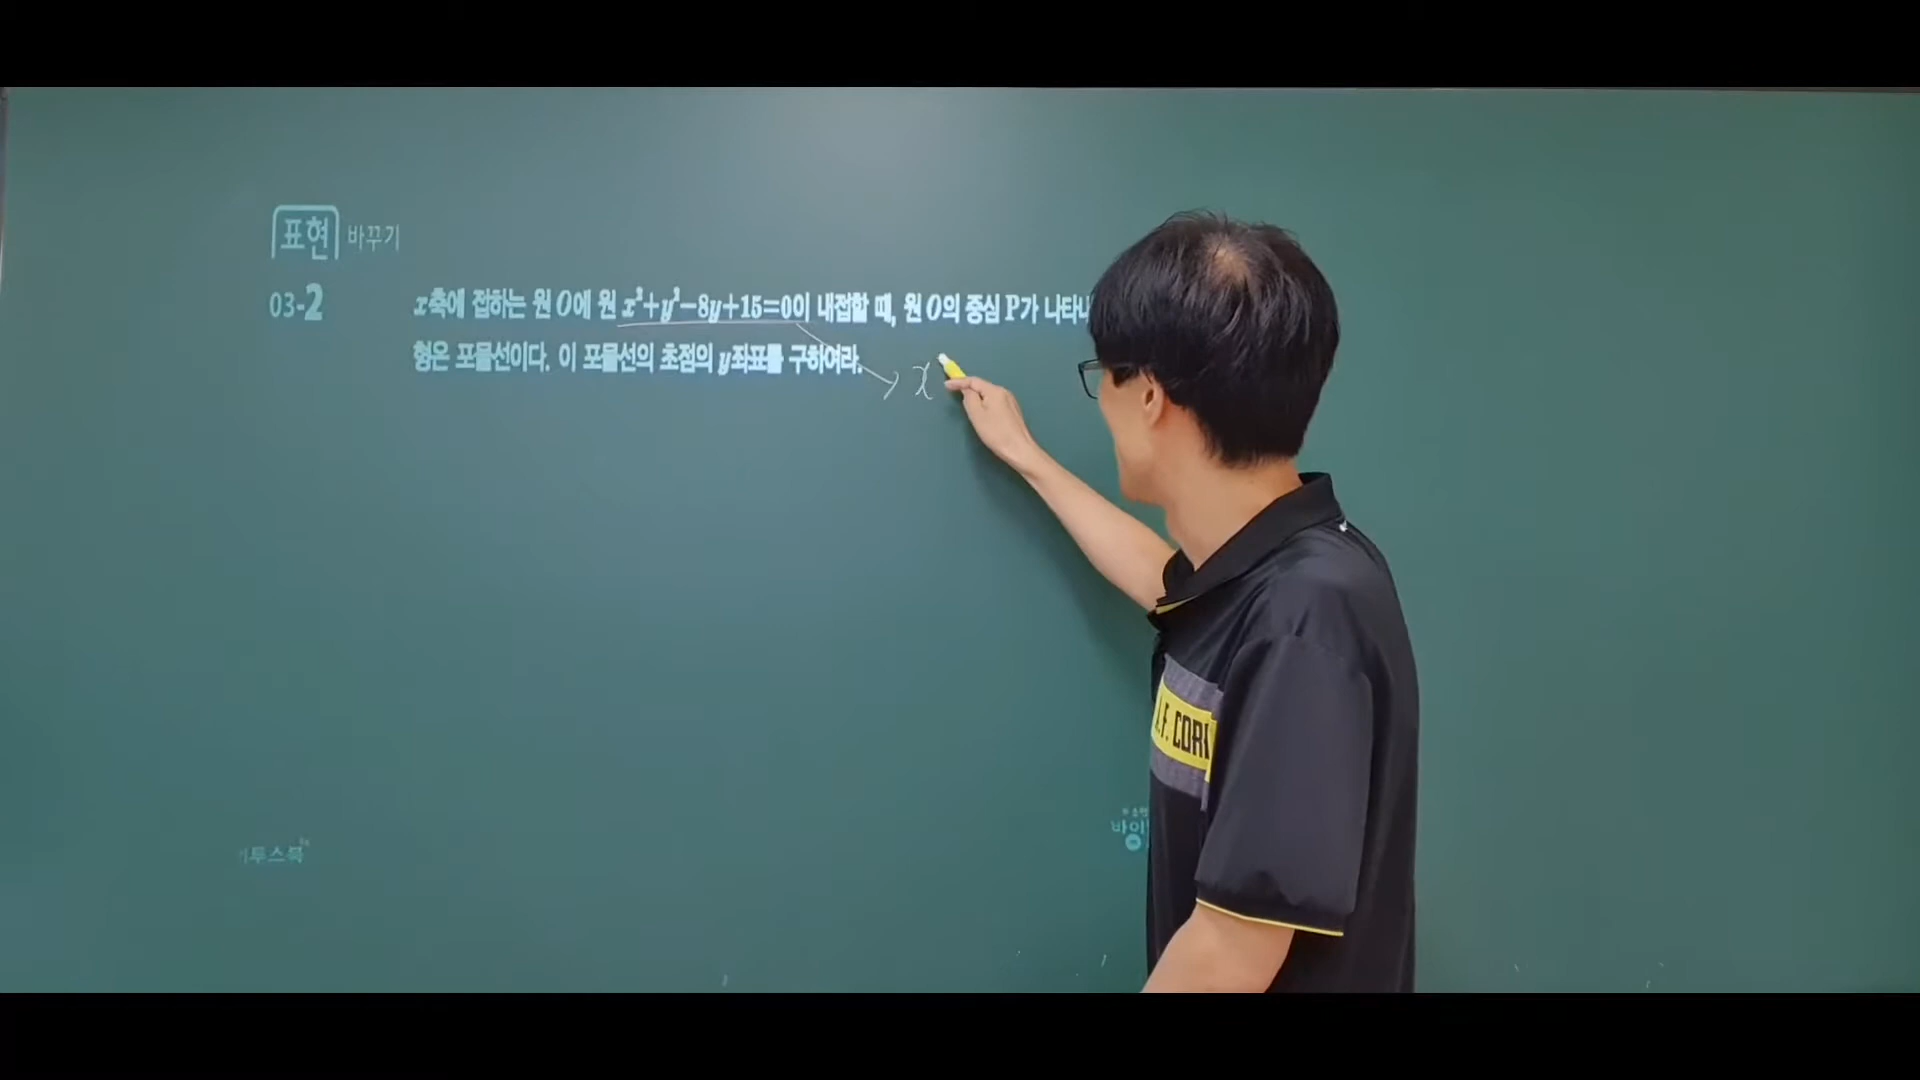 표현 바꾸기
03-2 x축에 접하는 원 O에 원 x²+y²-8y+15=0이 내접할 때, 원 O의 중심 P가 나타내
형은 포물선이다. 이 포물선의 초점의 y좌표를 구하여라.
x
투스북
바이